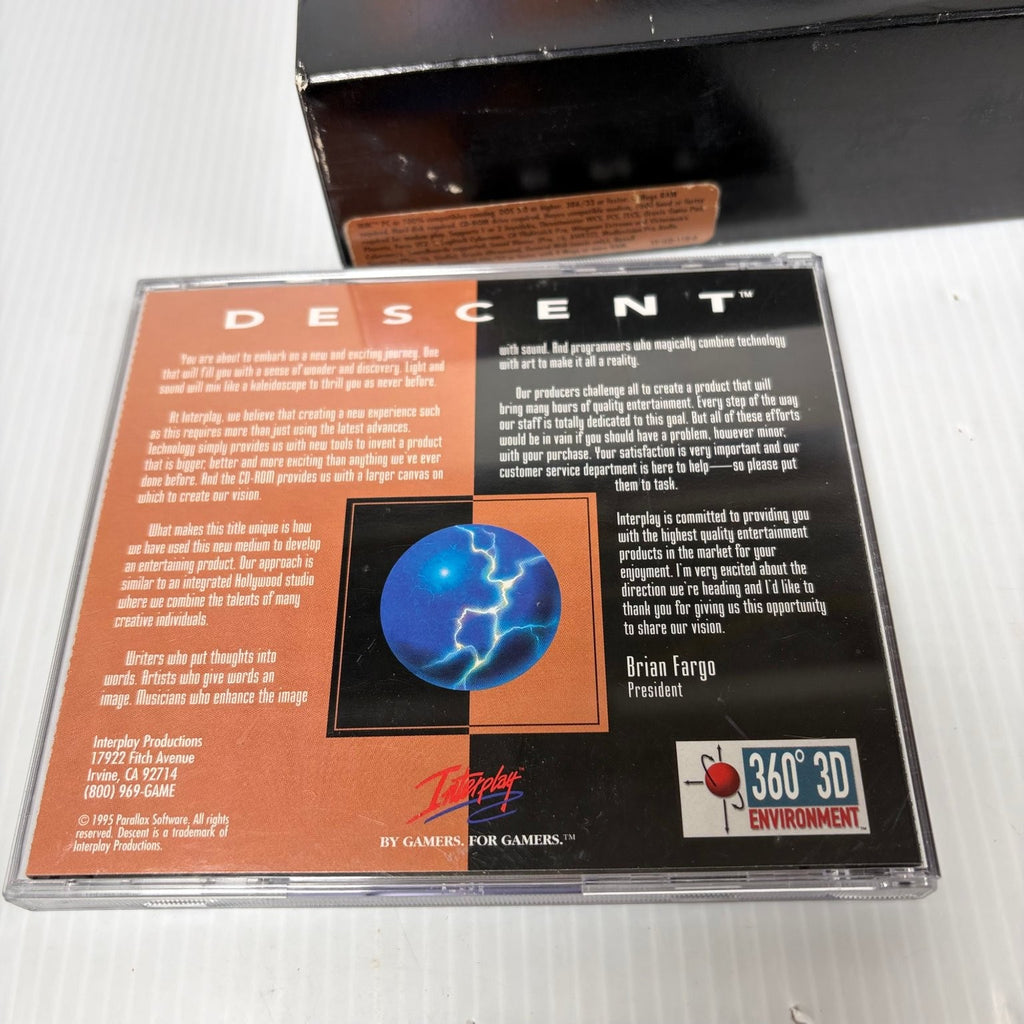 DOS 5.0 or higher, 386/33 or faster.
DESCENT™
You are about to embark on a new and exciting journey. One
that will fill you with a sense of wonder and discovery. Light and
sound will mix like a kaleidoscope to thrill you as never before.
At Interplay, we believe that creating a new experience such
as this requires more than just using the latest advances.
Technology simply provides us with new tools to invent a product
that is bigger, better and more exciting than anything we've ever
done before. And the CD-ROM provides us with a larger canvas on
which to create our vision.
What makes this title unique is how
we have used this new medium to develop
an entertaining product. Our approach is
similar to an integrated Hollywood studio
where we combine the talents of many
creative individuals.
Writers who put thoughts into
words. Artists who give words an
image. Musicians who enhance the image
with sound. And programmers who magically combine technology
with art to make it all a reality.
Our producers challenge all to create a product that will
bring many hours of quality entertainment. Every step of the way
our staff is totally dedicated to this goal. But all of these efforts
would be in vain if you should have a problem, however minor,
with your purchase. Your satisfaction is very important and our
customer service department is here to help—so please put
them to task.
Interplay is committed to providing you
with the highest quality entertainment
products in the market for your
enjoyment. I'm very excited about the
direction we're heading and I'd like to
thank you for giving us this opportunity
to share our vision.
Brian Fargo
President
Interplay Productions
17922 Fitch Avenue
Irvine, CA 92714
(800) 969-GAME
© 1995 Parallax Software. All rights
reserved. Descent is a trademark of
Interplay Productions.
Interplay™
BY GAMERS. FOR GAMERS.™
360° 3D
ENVIRONMENT™